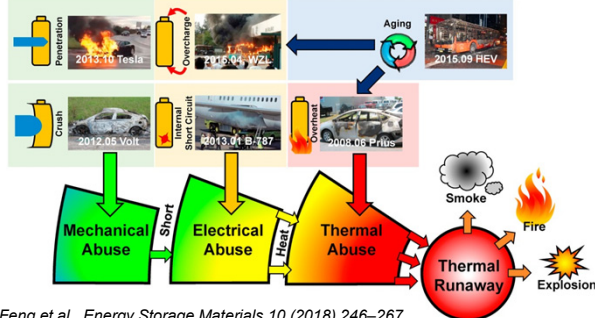 Penetration
2013.10 Tesla
Overcharge
2015.04, WZL
Aging
2015.09 HEV
Crush
2012.05 Volt
Internal
Short Circuit
2013.01 B-787
Overheat
2008.06 Prius
Mechanical
Abuse
Short
Electrical
Abuse
Heat
Thermal
Abuse
Smoke
Fire
Thermal
Runaway
Explosion
Feng et al., Energy Storage Materials 10 (2018) 246–267